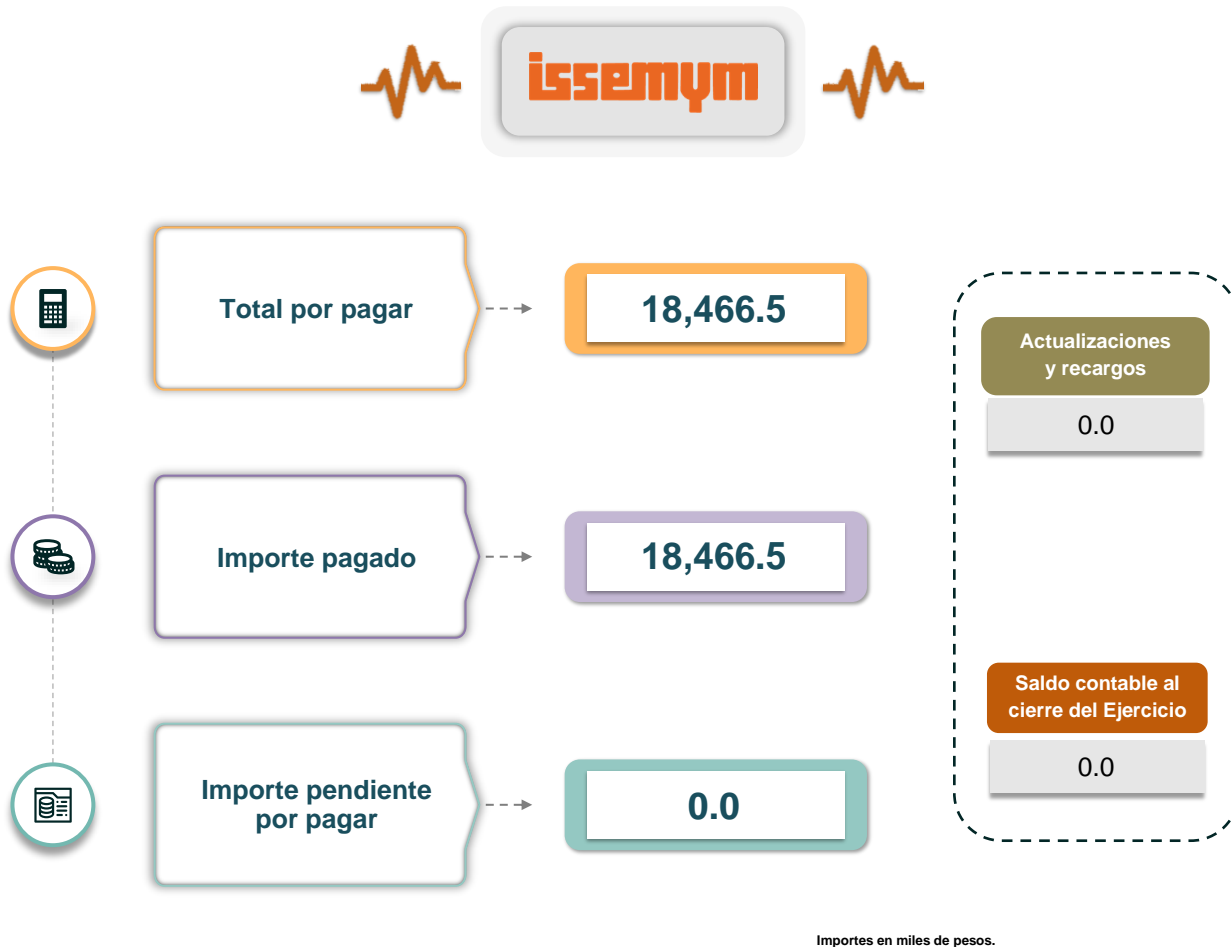 issemym
Total por pagar
18,466.5
Actualizaciones
y recargos
0.0
Importe pagado
18,466.5
Saldo contable al
cierre del Ejercicio
0.0
Importe pendiente
por pagar
0.0
Importes en miles de pesos.